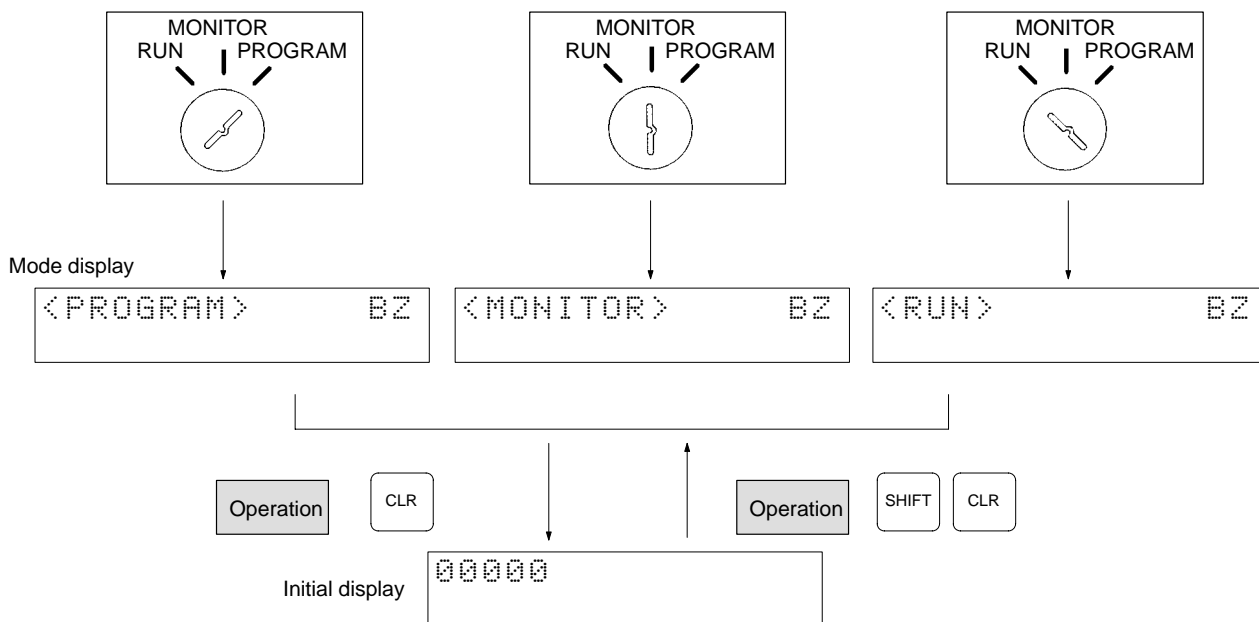 MONITOR
RUN PROGRAM
MONITOR
RUN PROGRAM
MONITOR
RUN PROGRAM
Mode display
<PROGRAM> BZ
<MONITOR> BZ
<RUN> BZ
Operation CLR
Operation SHIFT CLR
Initial display
00000